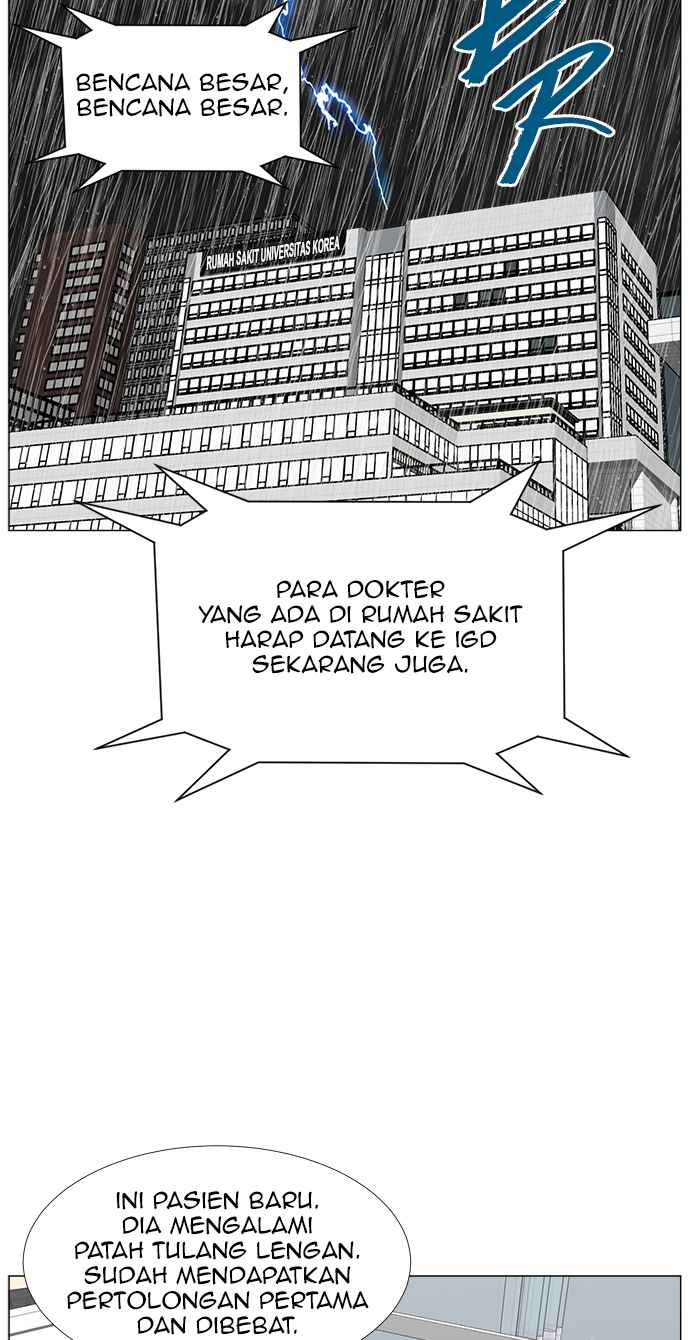 BENCANA BESAR,
BENCANA BESAR.
ER
RUMAH SAKIT UNIVERSITAS KOREA
PARA DOKTER
YANG ADA DI RUMAH SAKIT
HARAP DATANG KE IGD
SEKARANG JUGA.
INI PASIEN BARU.
DIA MENGALAMI
PATAH TULANG LENGAN.
SUDAH MENDAPATKAN
PERTOLONGAN PERTAMA
DAN DIBEBAT.